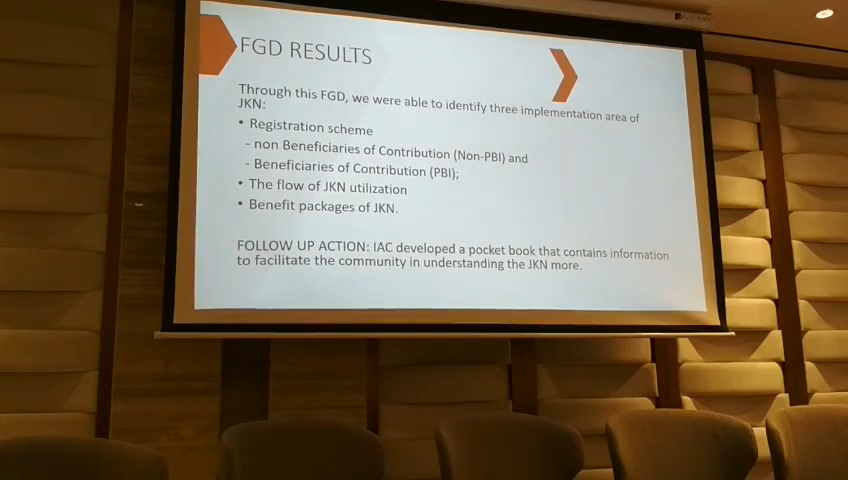 FGD RESULTS
Through this FGD, we were able to identify three implementation area of
JKN:
• Registration scheme
- non Beneficiaries of Contribution (Non-PBI) and
- Beneficiaries of Contribution (PBI);
• The flow of JKN utilization
• Benefit packages of JKN.
FOLLOW UP ACTION: IAC developed a pocket book that contains information
to facilitate the community in understanding the JKN more.